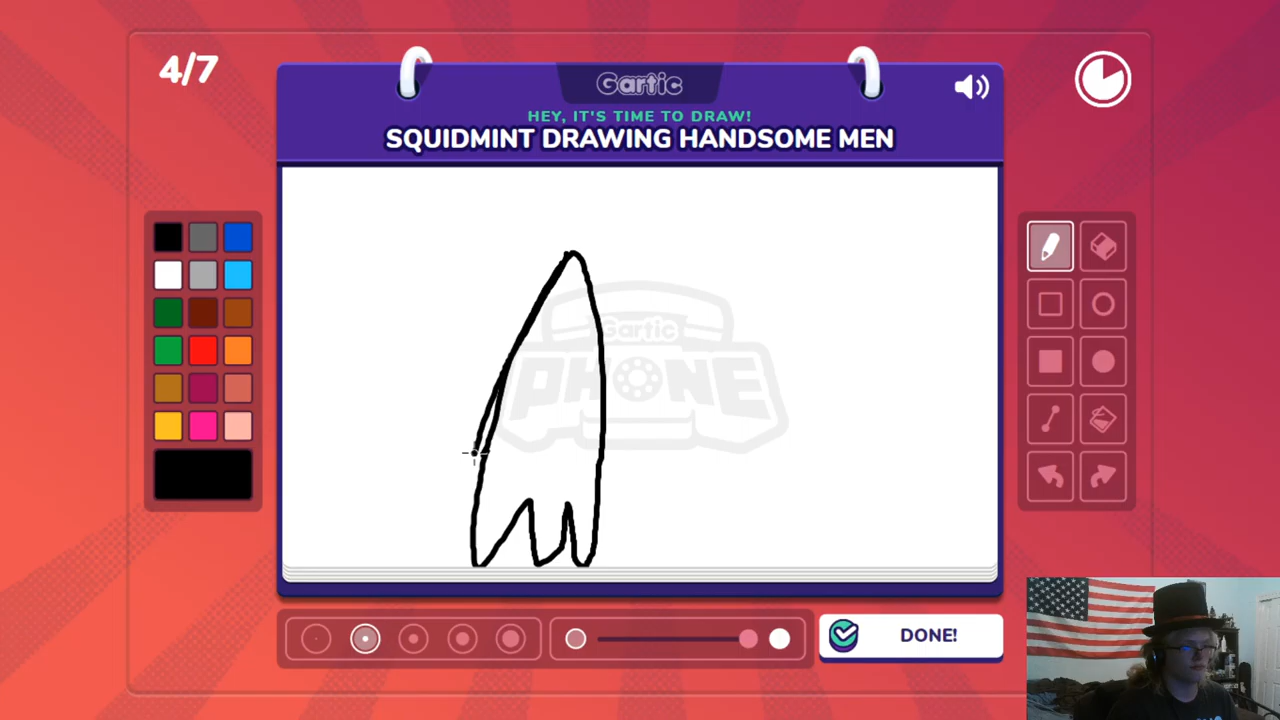 4/7
Gartic
HEY, IT'S TIME TO DRAW!
SQUIDMINT DRAWING HANDSOME MEN
Gartic
PHONE
DONE!